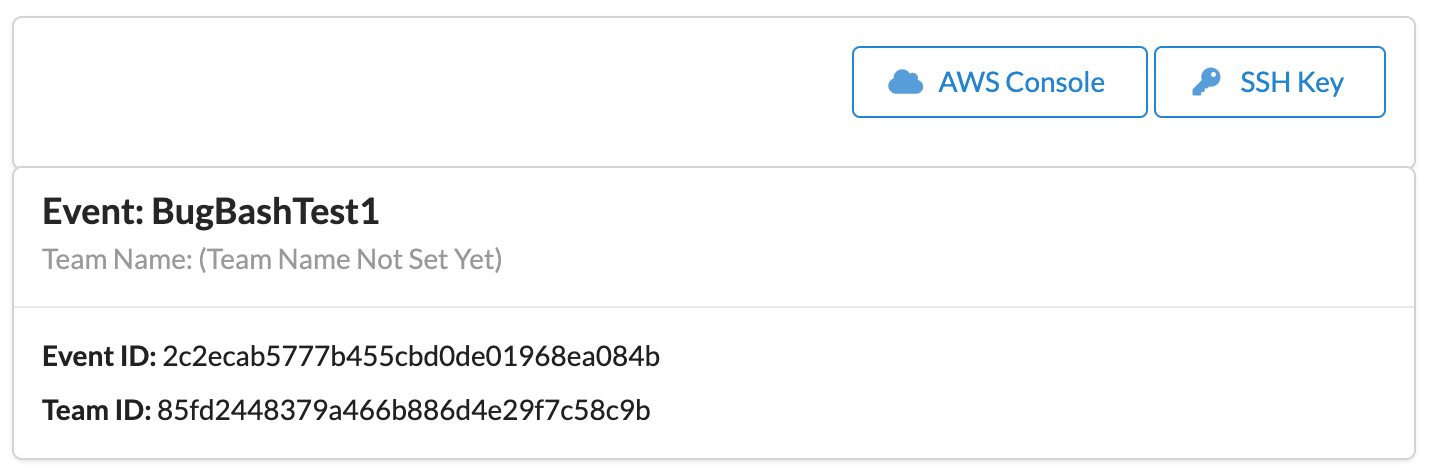 AWS Console
SSH Key
Event: BugBashTest1
Team Name: (Team Name Not Set Yet)
Event ID: 2c2ecab5777b455cbd0de01968ea084b
Team ID: 85fd2448379a466b886d4e29f7c58c9b